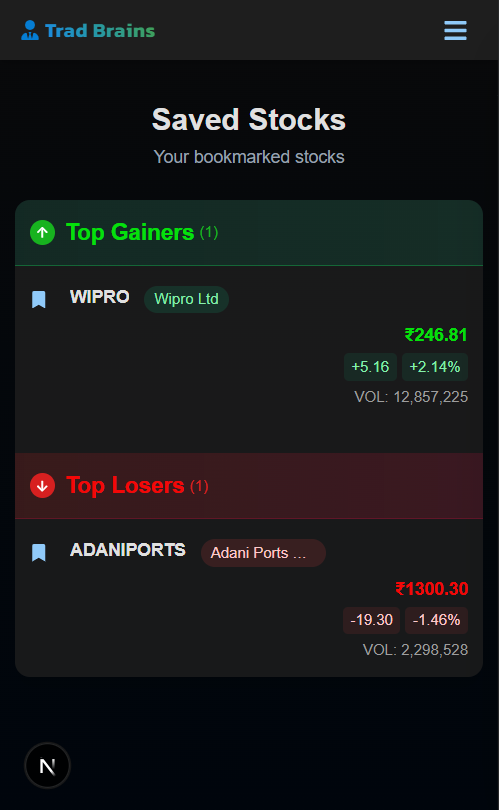 Trad Brains
Saved Stocks
Your bookmarked stocks
Top Gainers (1)
WIPRO Wipro Ltd
₹246.81
+5.16 +2.14%
VOL: 12,857,225
Top Losers (1)
ADANIPORTS Adani Ports ...
₹1300.30
-19.30 -1.46%
VOL: 2,298,528
N